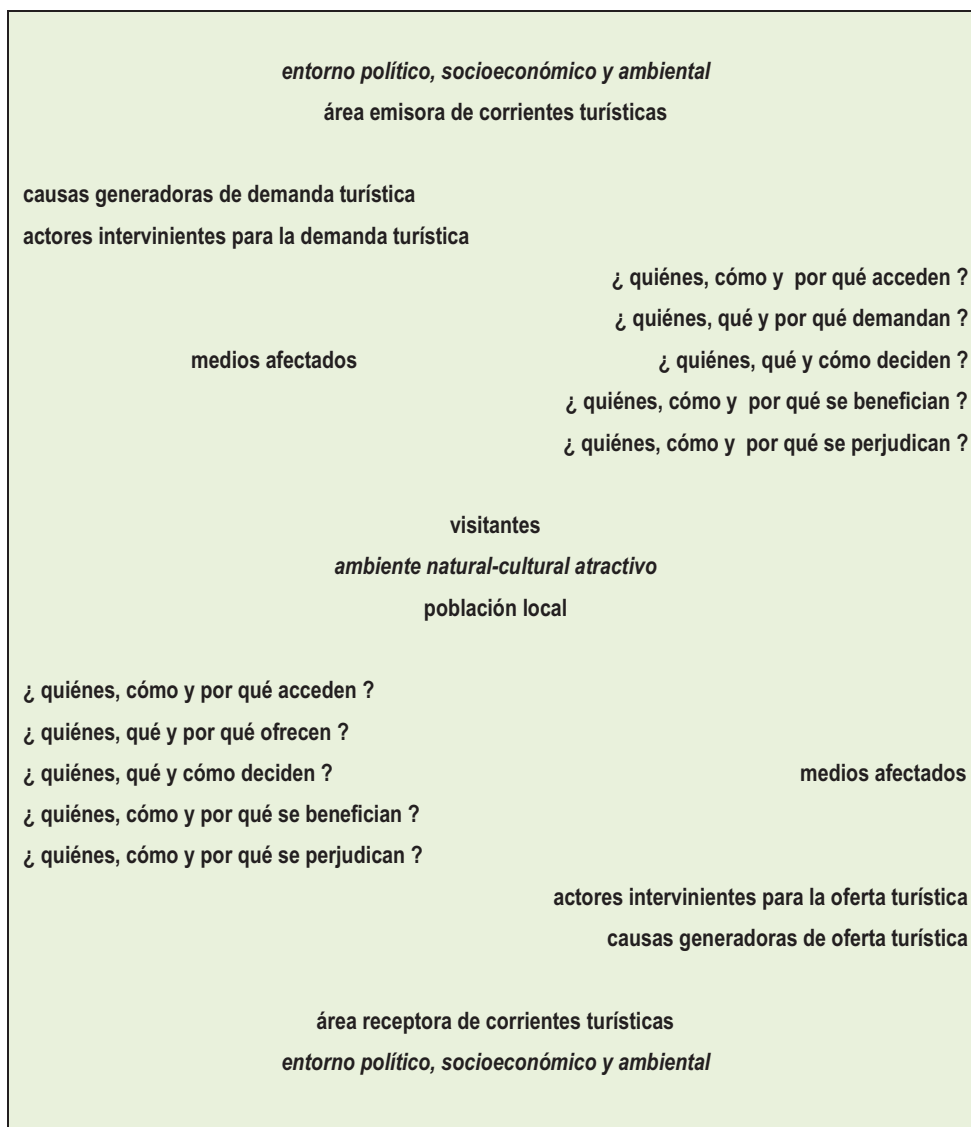 entorno político, socioeconómico y ambiental
área emisora de corrientes turísticas
causas generadoras de demanda turística
actores intervinientes para la demanda turística
¿ quiénes, cómo y por qué acceden ?
¿ quiénes, qué y por qué demandan ?
medios afectados ¿ quiénes, qué y cómo deciden ?
¿ quiénes, cómo y por qué se benefician ?
¿ quiénes, cómo y por qué se perjudican ?
visitantes
ambiente natural-cultural atractivo
población local
¿ quiénes, cómo y por qué acceden ?
¿ quiénes, qué y por qué ofrecen ?
¿ quiénes, qué y cómo deciden ? medios afectados
¿ quiénes, cómo y por qué se benefician ?
¿ quiénes, cómo y por qué se perjudican ?
actores intervinientes para la oferta turística
causas generadoras de oferta turística
área receptora de corrientes turísticas
entorno político, socioeconómico y ambiental